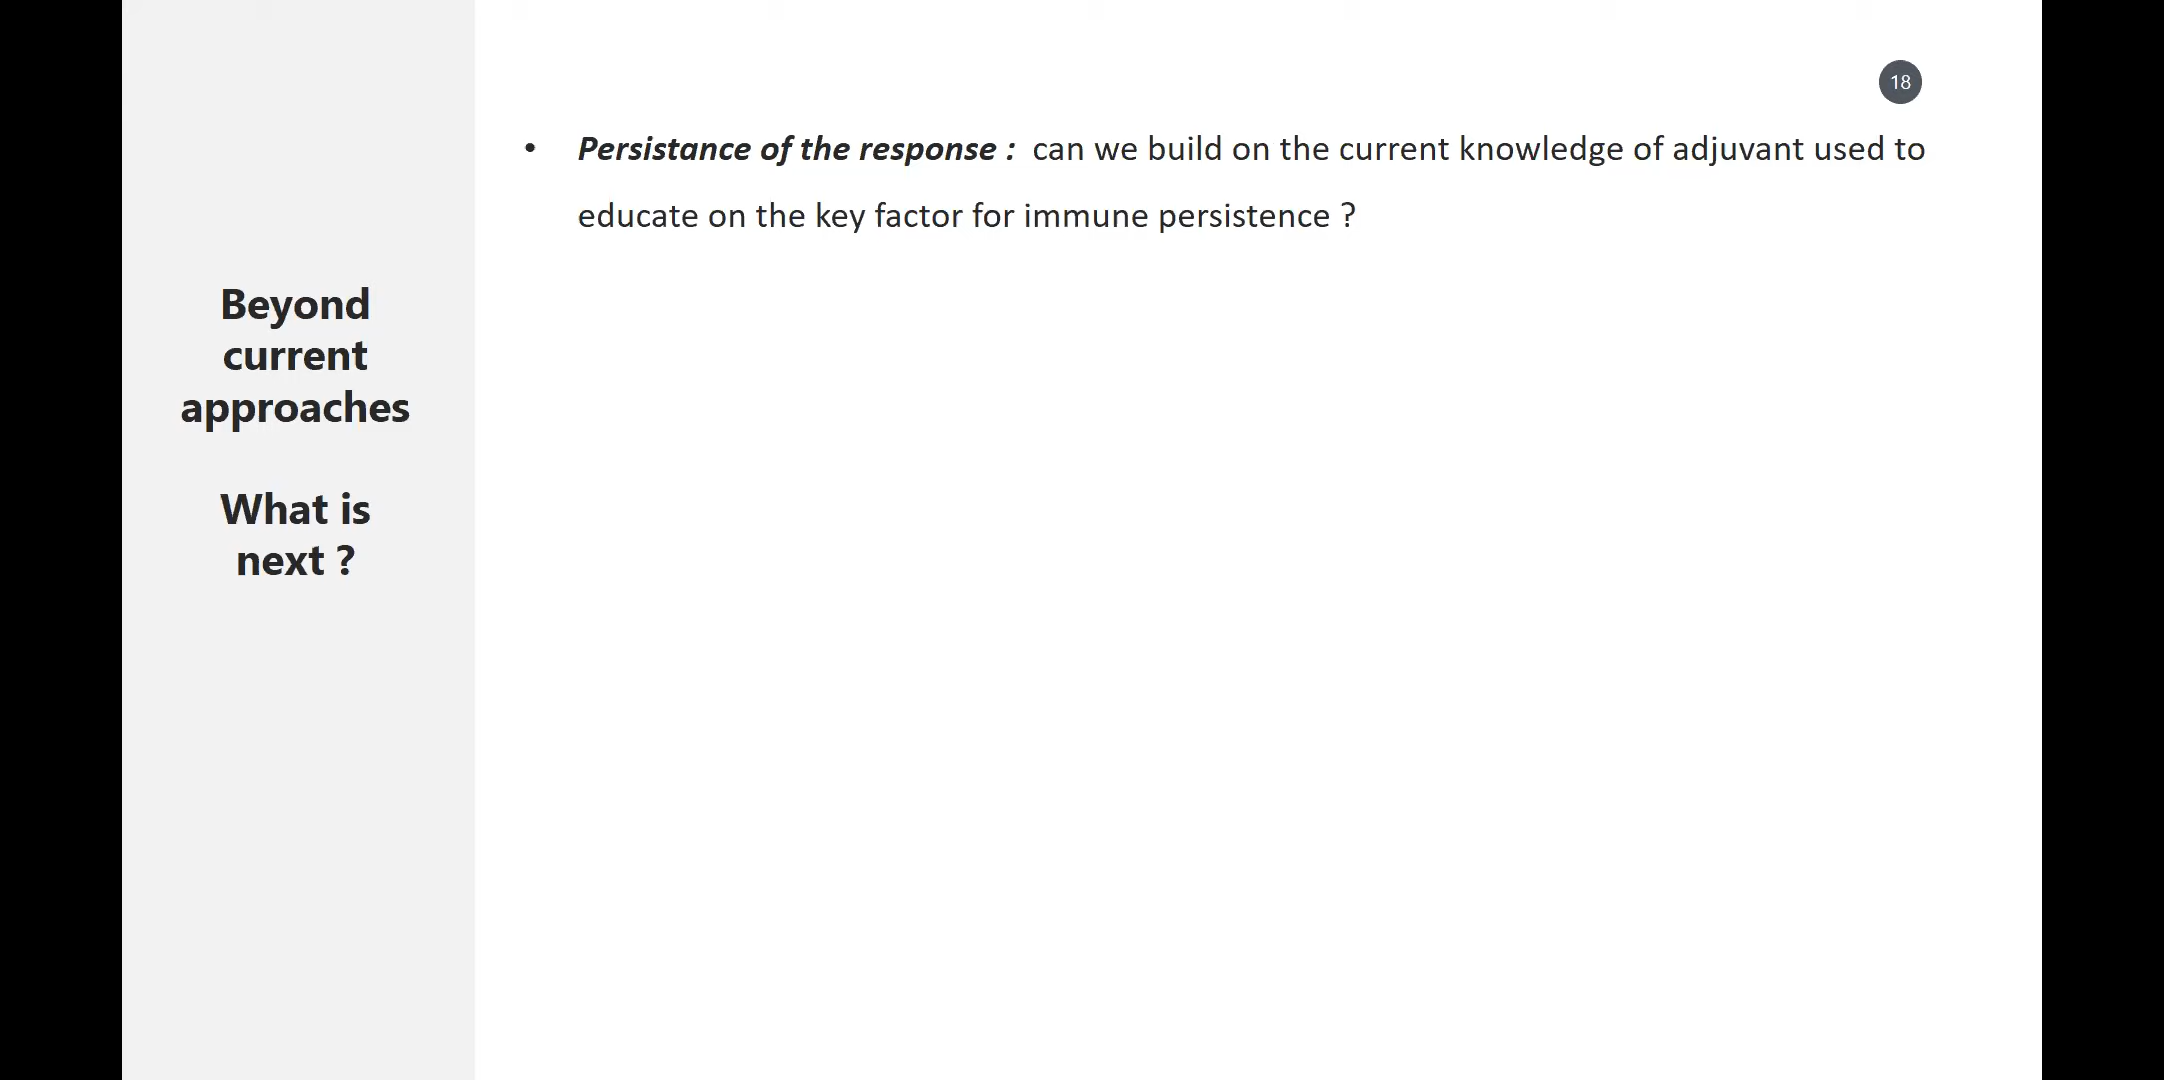 18
• Persistance of the response : can we build on the current knowledge of adjuvant used to
educate on the key factor for immune persistence ?
Beyond
current
approaches
What is
next ?